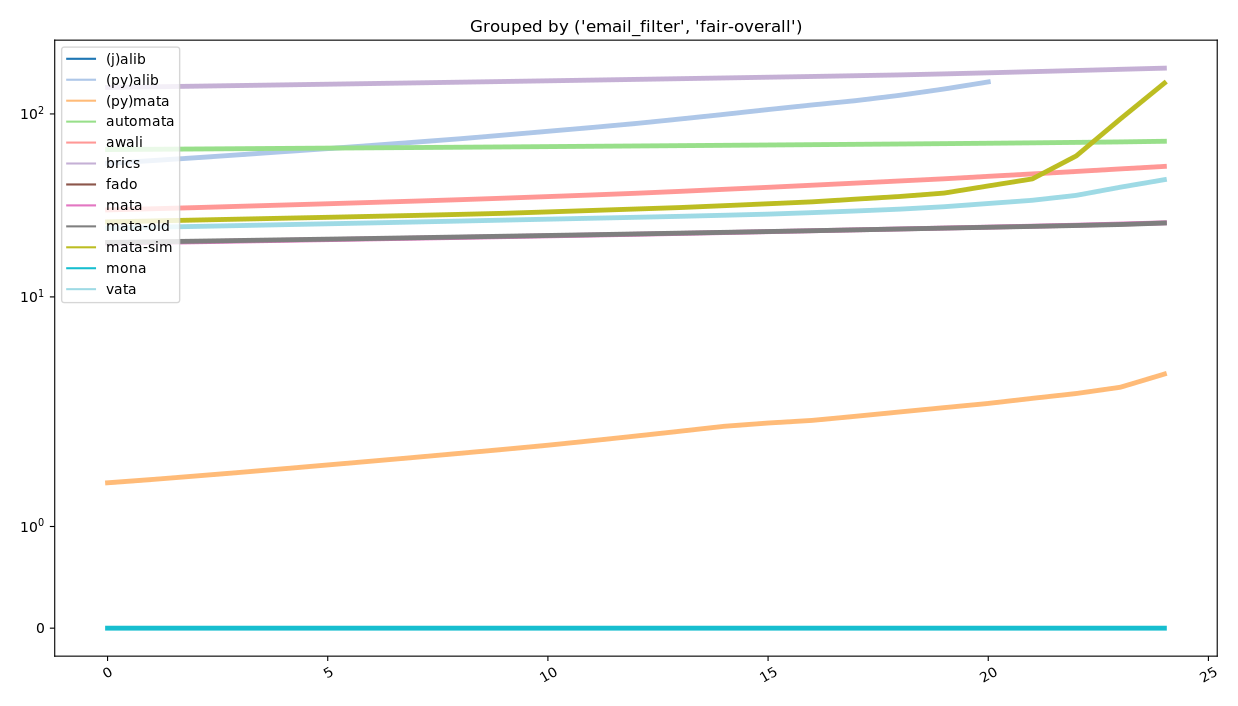 Grouped by ('email_filter', 'fair-overall')
(j)alib
(py)alib
(py)mata
automata
awali
brics
fado
mata
mata-old
mata-sim
mona
vata
10²
10¹
10⁰
0
0
5
10
15
20
25